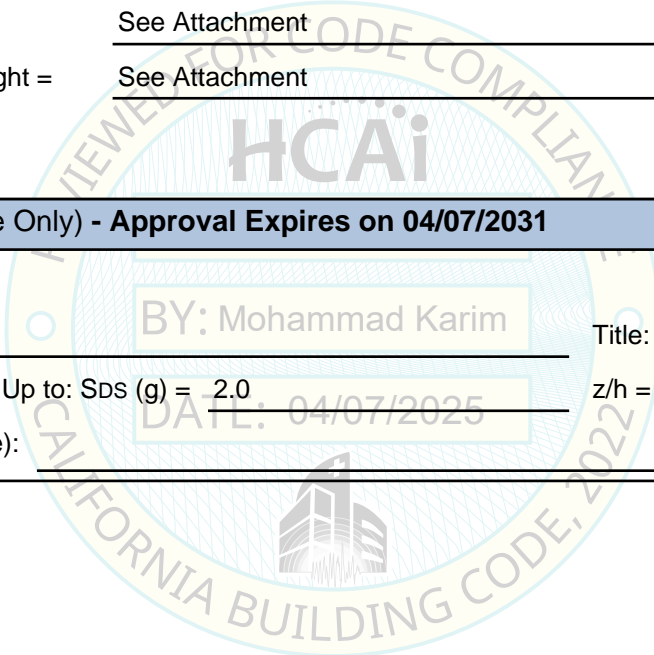 See Attachment
ght = See Attachment
REVIEWED FOR CODE COMPLIANCE
HCAi
e Only) - Approval Expires on 04/07/2031
BY: Mohammad Karim
Title:
Up to: SDS (g) = 2.0 z/h =
DATE: 04/07/2025
e):
CALIFORNIA BUILDING CODE, 2022